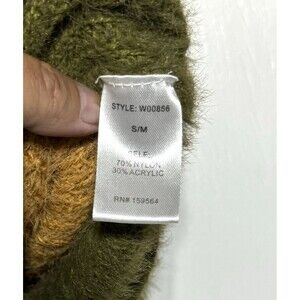 STYLE: W00856
S/M
SELF:
70% NYLON
30% ACRYLIC
RN# 159564